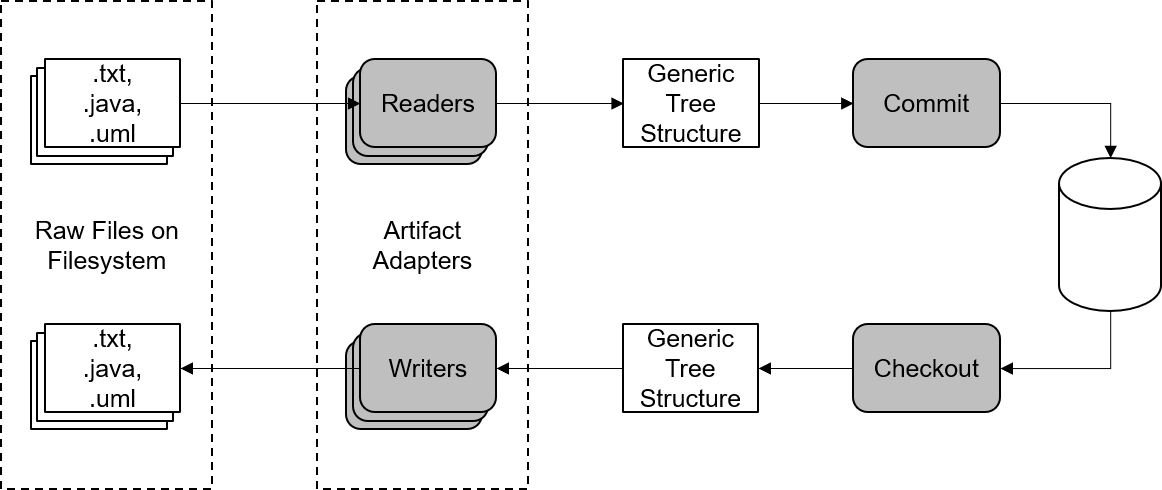 .txt,
.java,
.uml
Readers
Generic
Tree
Structure
Commit
Raw Files on
Filesystem
Artifact
Adapters
.txt,
.java,
.uml
Writers
Generic
Tree
Structure
Checkout